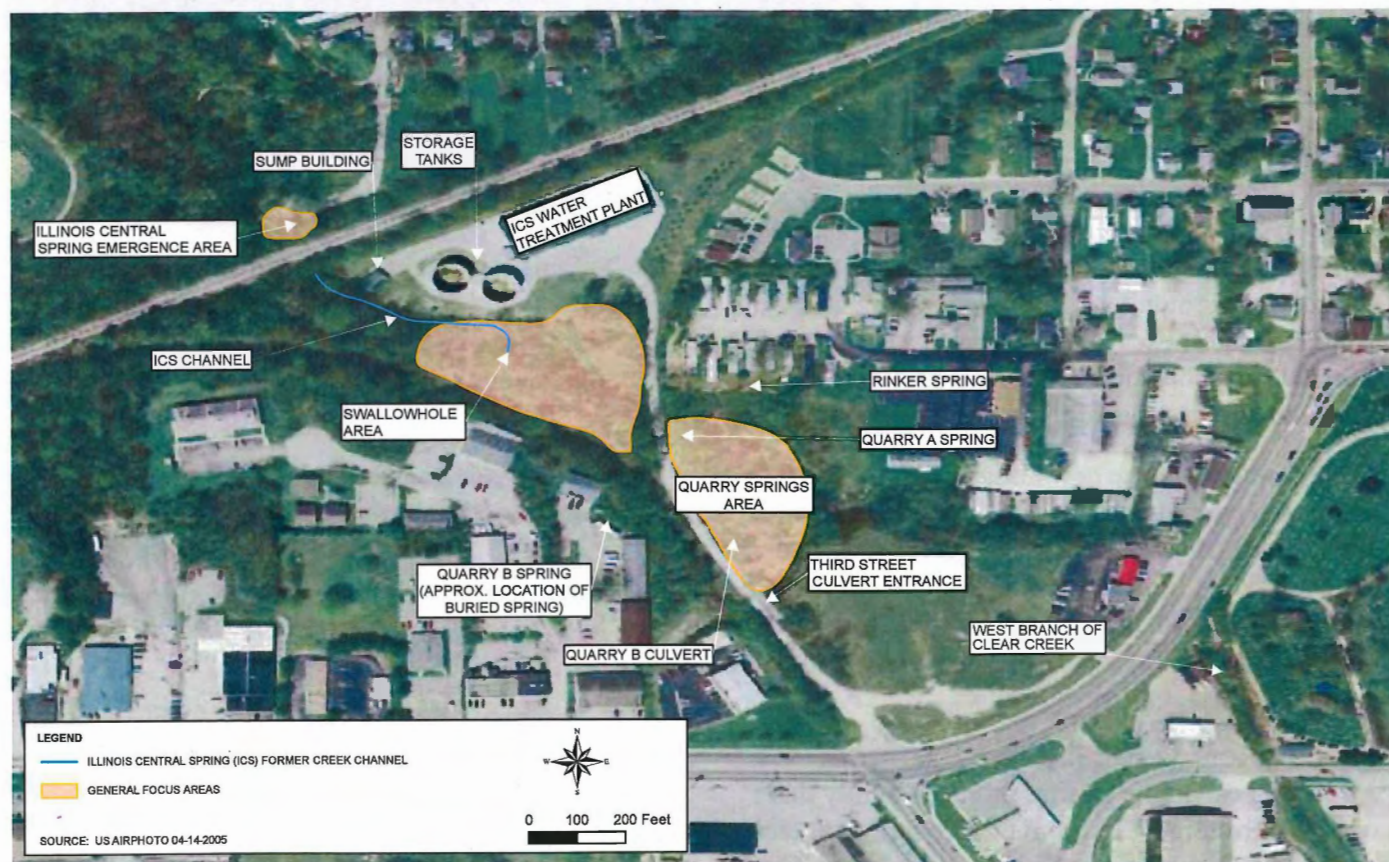 STORAGE
TANKS
SUMP BUILDING
ICS WATER
TREATMENT PLANT
ILLINOIS CENTRAL
SPRING EMERGENCE AREA
ICS CHANNEL
RINKER SPRING
SWALLOWHOLE
AREA
QUARRY A SPRING
QUARRY SPRINGS
AREA
QUARRY B SPRING
(APPROX. LOCATION OF
BURIED SPRING)
THIRD STREET
CULVERT ENTRANCE
WEST BRANCH OF
CLEAR CREEK
QUARRY B CULVERT
LEGEND
ILLINOIS CENTRAL SPRING (ICS) FORMER CREEK CHANNEL
GENERAL FOCUS AREAS
N
W E
S
0 100 200 Feet
SOURCE: US AIRPHOTO 04-14-2005